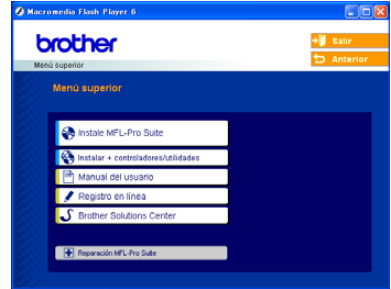 Macromedia Flash Player 6
brother
Salir
Menú superior
Anterior
Menú superior
Instale MFL-Pro Suite
Instalar + controladores/utilidades
Manual del usuario
Registro en línea
Brother Solutions Center
Reparación MFL-Pro Suite